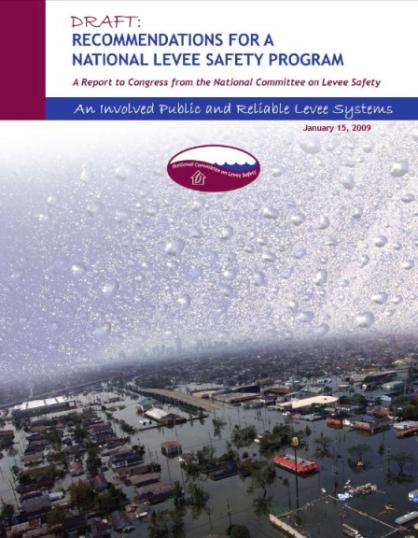 DRAFT:
RECOMMENDATIONS FOR A
NATIONAL LEVEE SAFETY PROGRAM
A Report to Congress from the National Committee on Levee Safety
An Involved Public and Reliable Levee Systems
January 15, 2009
National Committee on Levee Safety